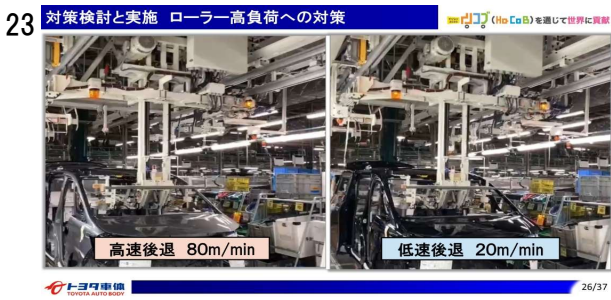 23
対策検討と実施 ローラー高負荷への対策
(Ho-CaB)を通じて世界に貢献
高速後退 80m/min
低速後退 20m/min
トヨタ車体
TOYOTA AUTO BODY
26/37